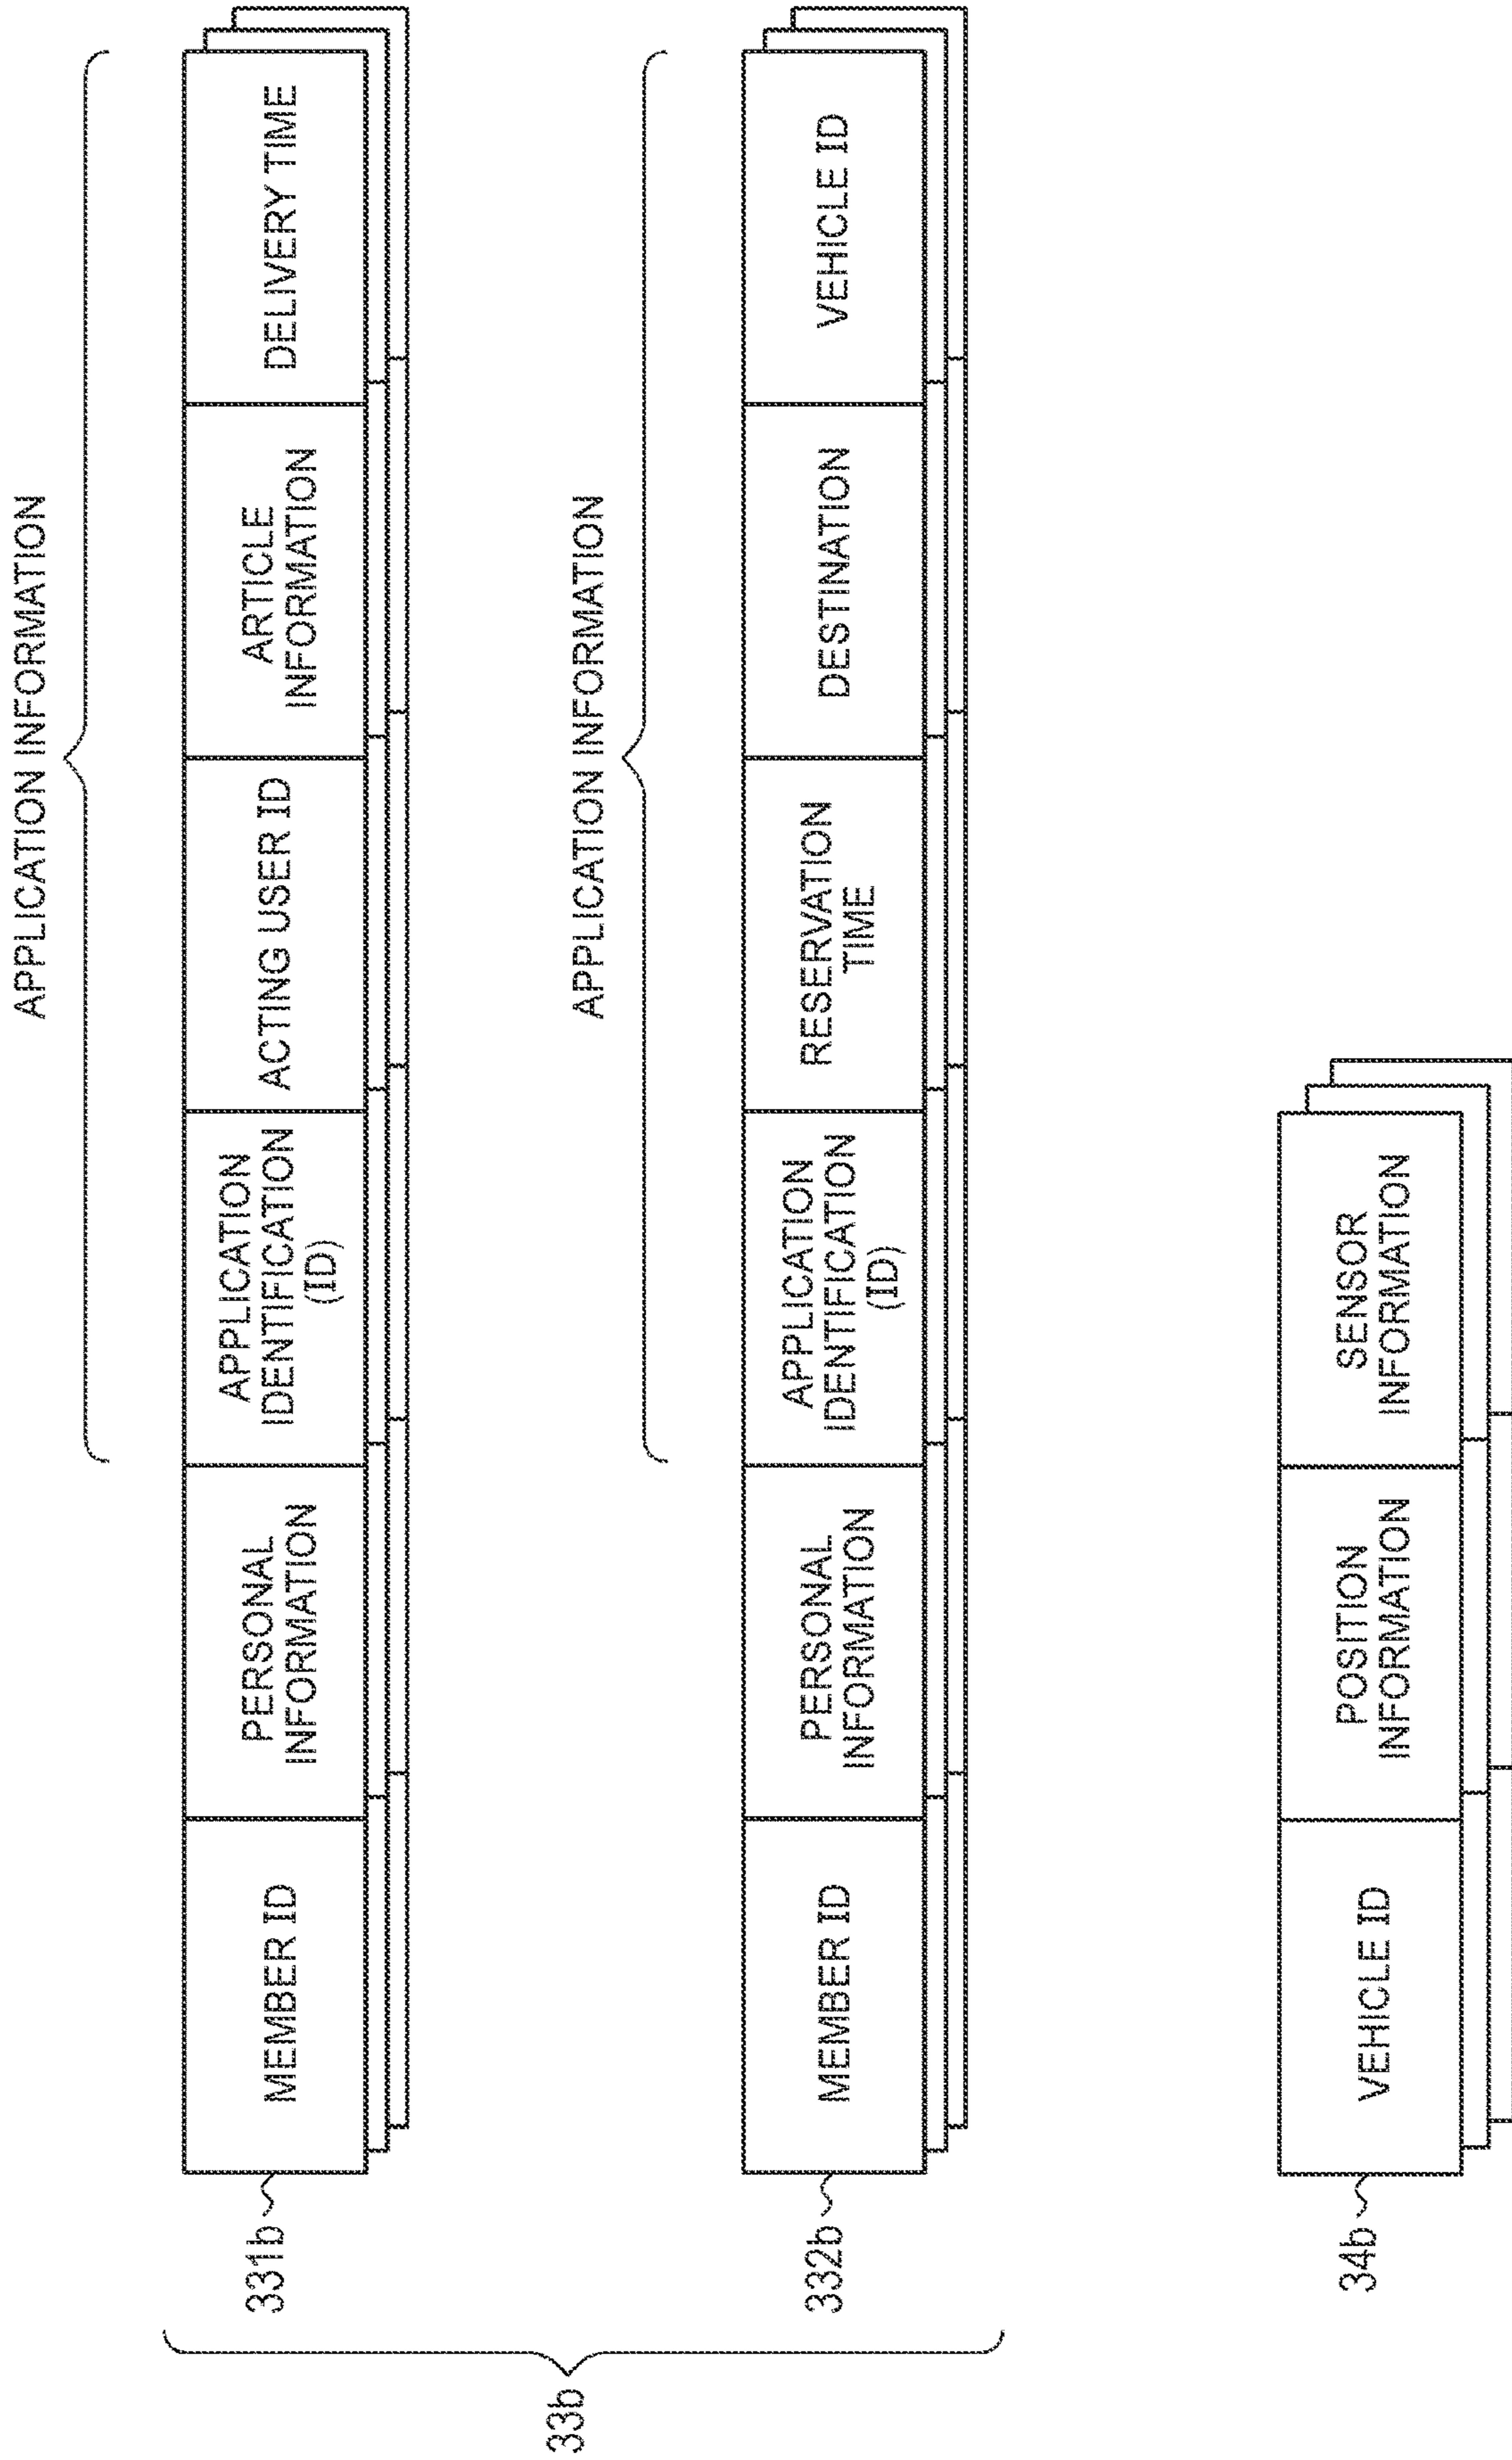 APPLICATION INFORMATION
331b
MEMBER ID
PERSONAL
INFORMATION
APPLICATION
IDENTIFICATION
(ID)
ACTING USER ID
ARTICLE
INFORMATION
DELIVERY TIME
33b
APPLICATION INFORMATION
332b
MEMBER ID
PERSONAL
INFORMATION
APPLICATION
IDENTIFICATION
(ID)
RESERVATION
TIME
DESTINATION
VEHICLE ID
34b
VEHICLE ID
POSITION
INFORMATION
SENSOR
INFORMATION